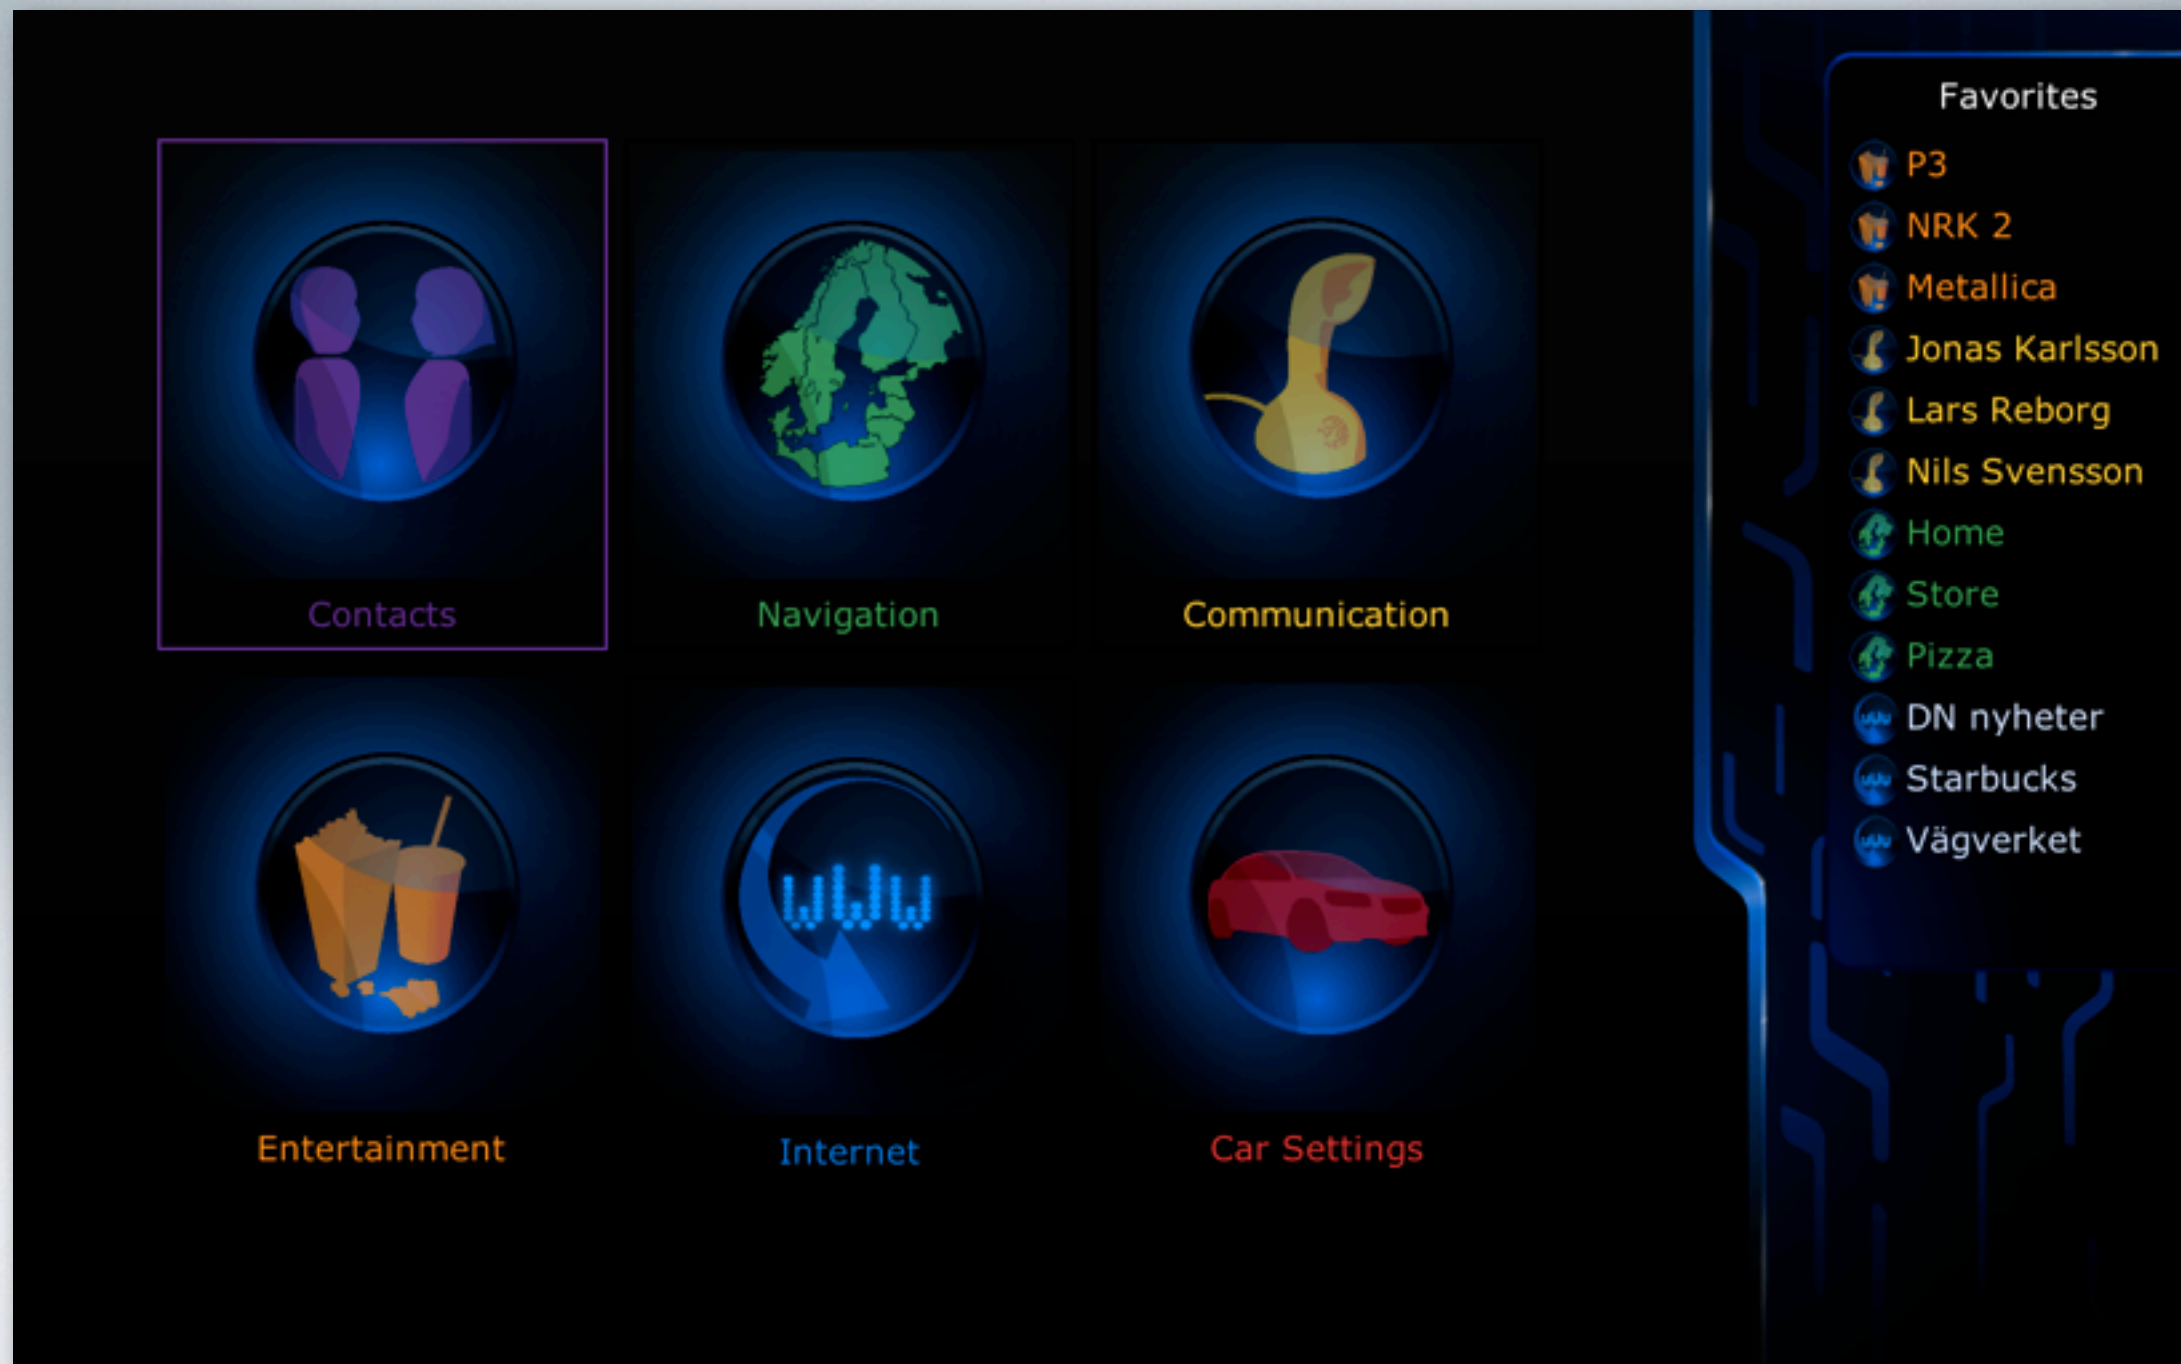 Contacts
Navigation
Communication
Entertainment
Internet
Car Settings
Favorites
P3
NRK 2
Metallica
Jonas Karlsson
Lars Reborg
Nils Svensson
Home
Store
Pizza
DN nyheter
Starbucks
Vägverket